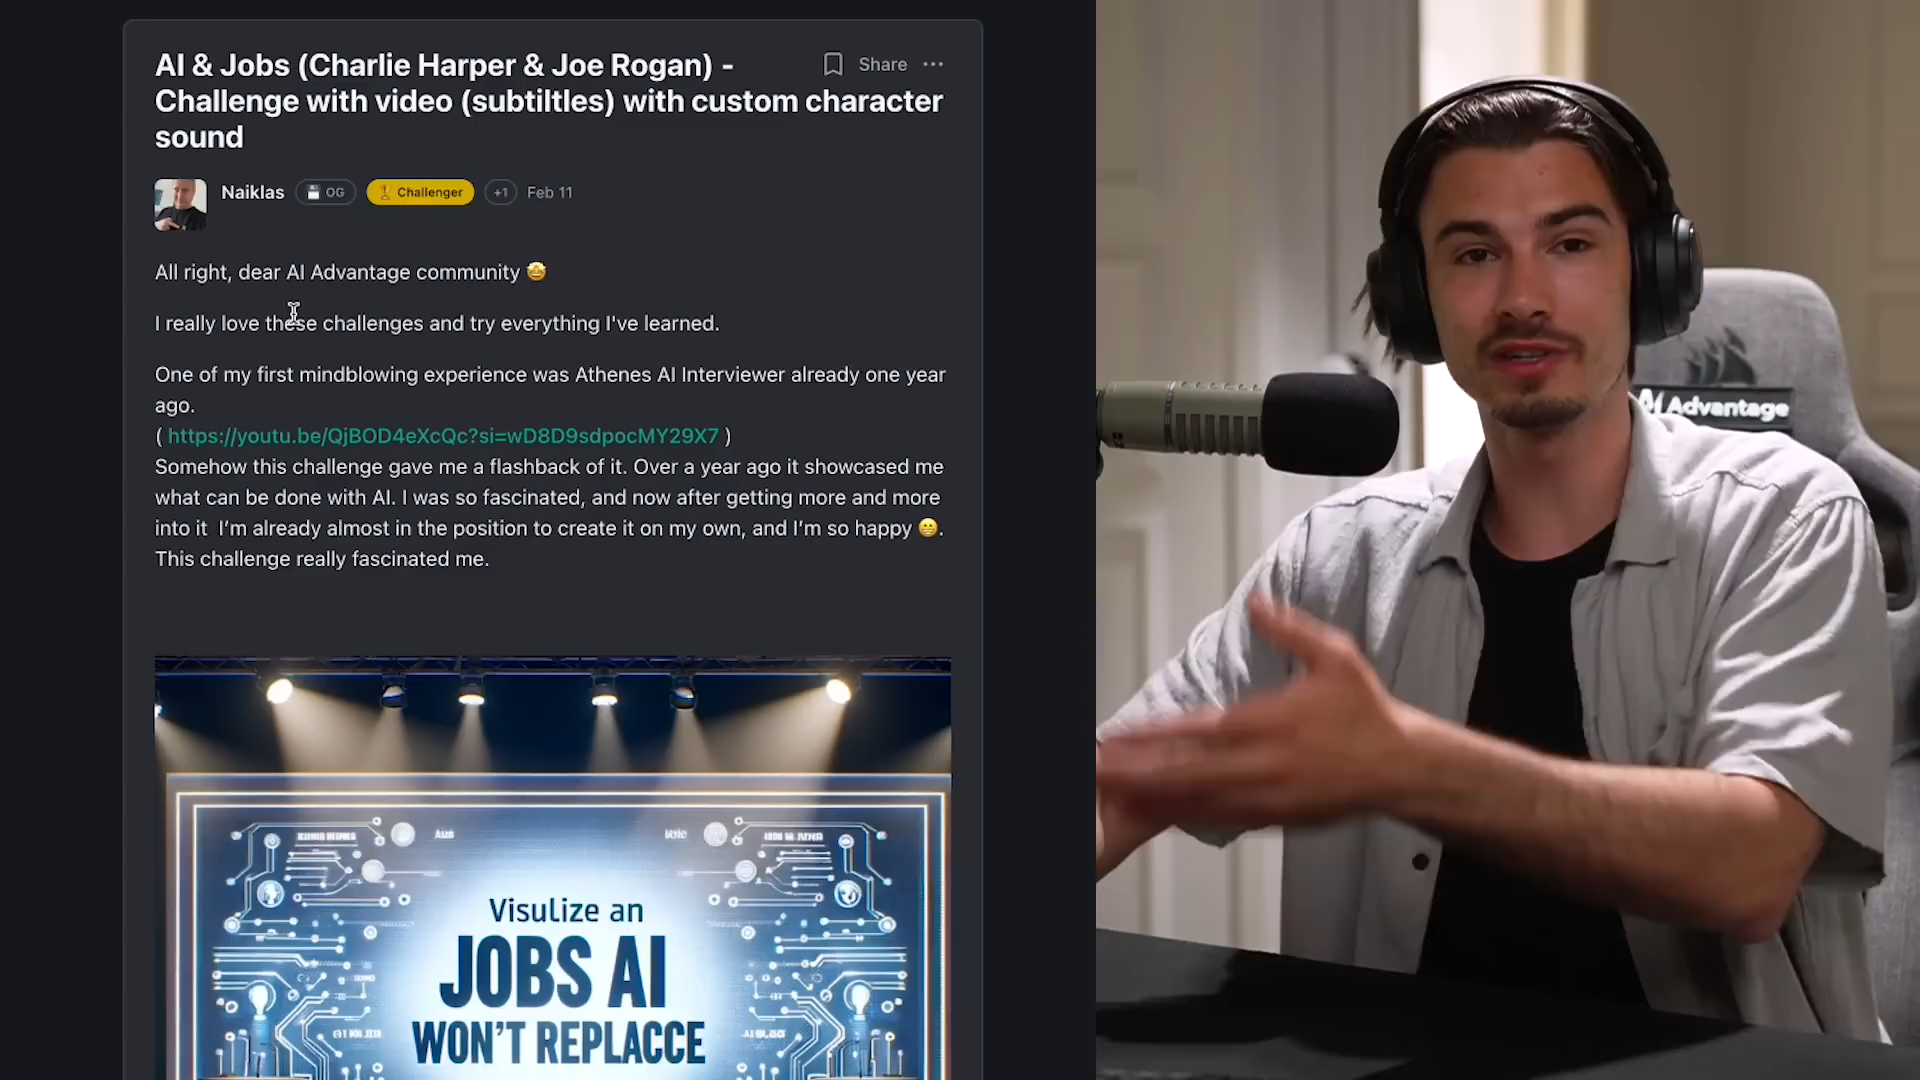 AI & Jobs (Charlie Harper & Joe Rogan) -
Challenge with video (subtiltles) with custom character
sound
Share
Naiklas
OG
Challenger
+1
Feb 11
All right, dear AI Advantage community 🤩
I really love these challenges and try everything I've learned.
One of my first mindblowing experience was Athenes AI Interviewer already one year
ago.
( https://youtu.be/QjBOD4eXcQc?si=wD8D9sdpocMY29X7 )
Somehow this challenge gave me a flashback of it. Over a year ago it showcased me
what can be done with AI. I was so fascinated, and now after getting more and more
into it I'm already almost in the position to create it on my own, and I'm so happy 😁.
This challenge really fascinated me.
Visulize an
JOBS AI
WON'T REPLACCE
AI Advantage